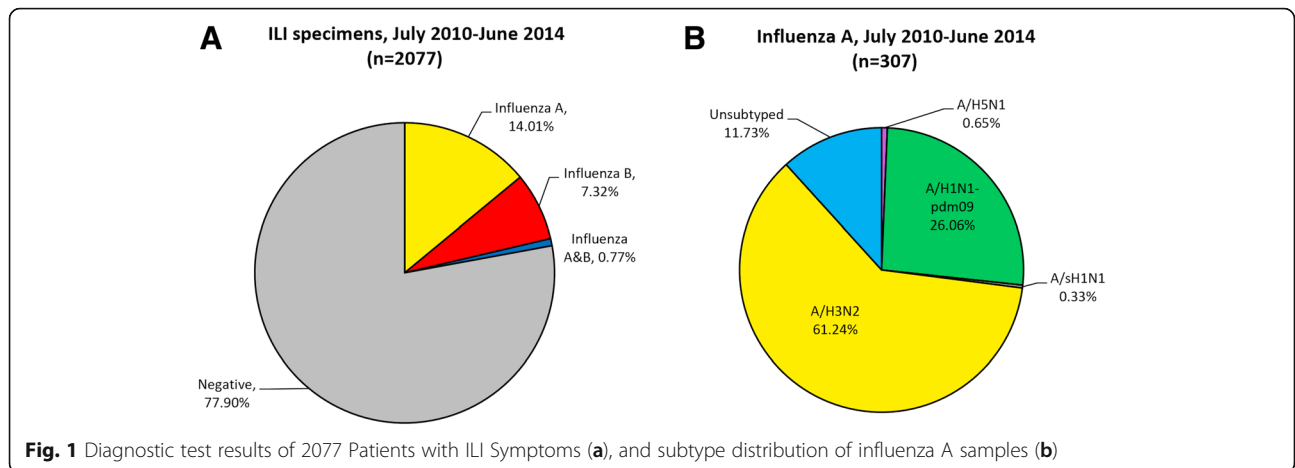 A
ILI specimens, July 2010-June 2014
(n=2077)
Influenza A,
14.01%
Influenza B,
7.32%
Influenza
A&B, 0.77%
Negative,
77.90%
B
Influenza A, July 2010-June 2014
(n=307)
A/H5N1
0.65%
Unsubtyped
11.73%
A/H1N1-
pdm09
26.06%
A/sH1N1
0.33%
A/H3N2
61.24%
Fig. 1 Diagnostic test results of 2077 Patients with ILI Symptoms (a), and subtype distribution of influenza A samples (b)